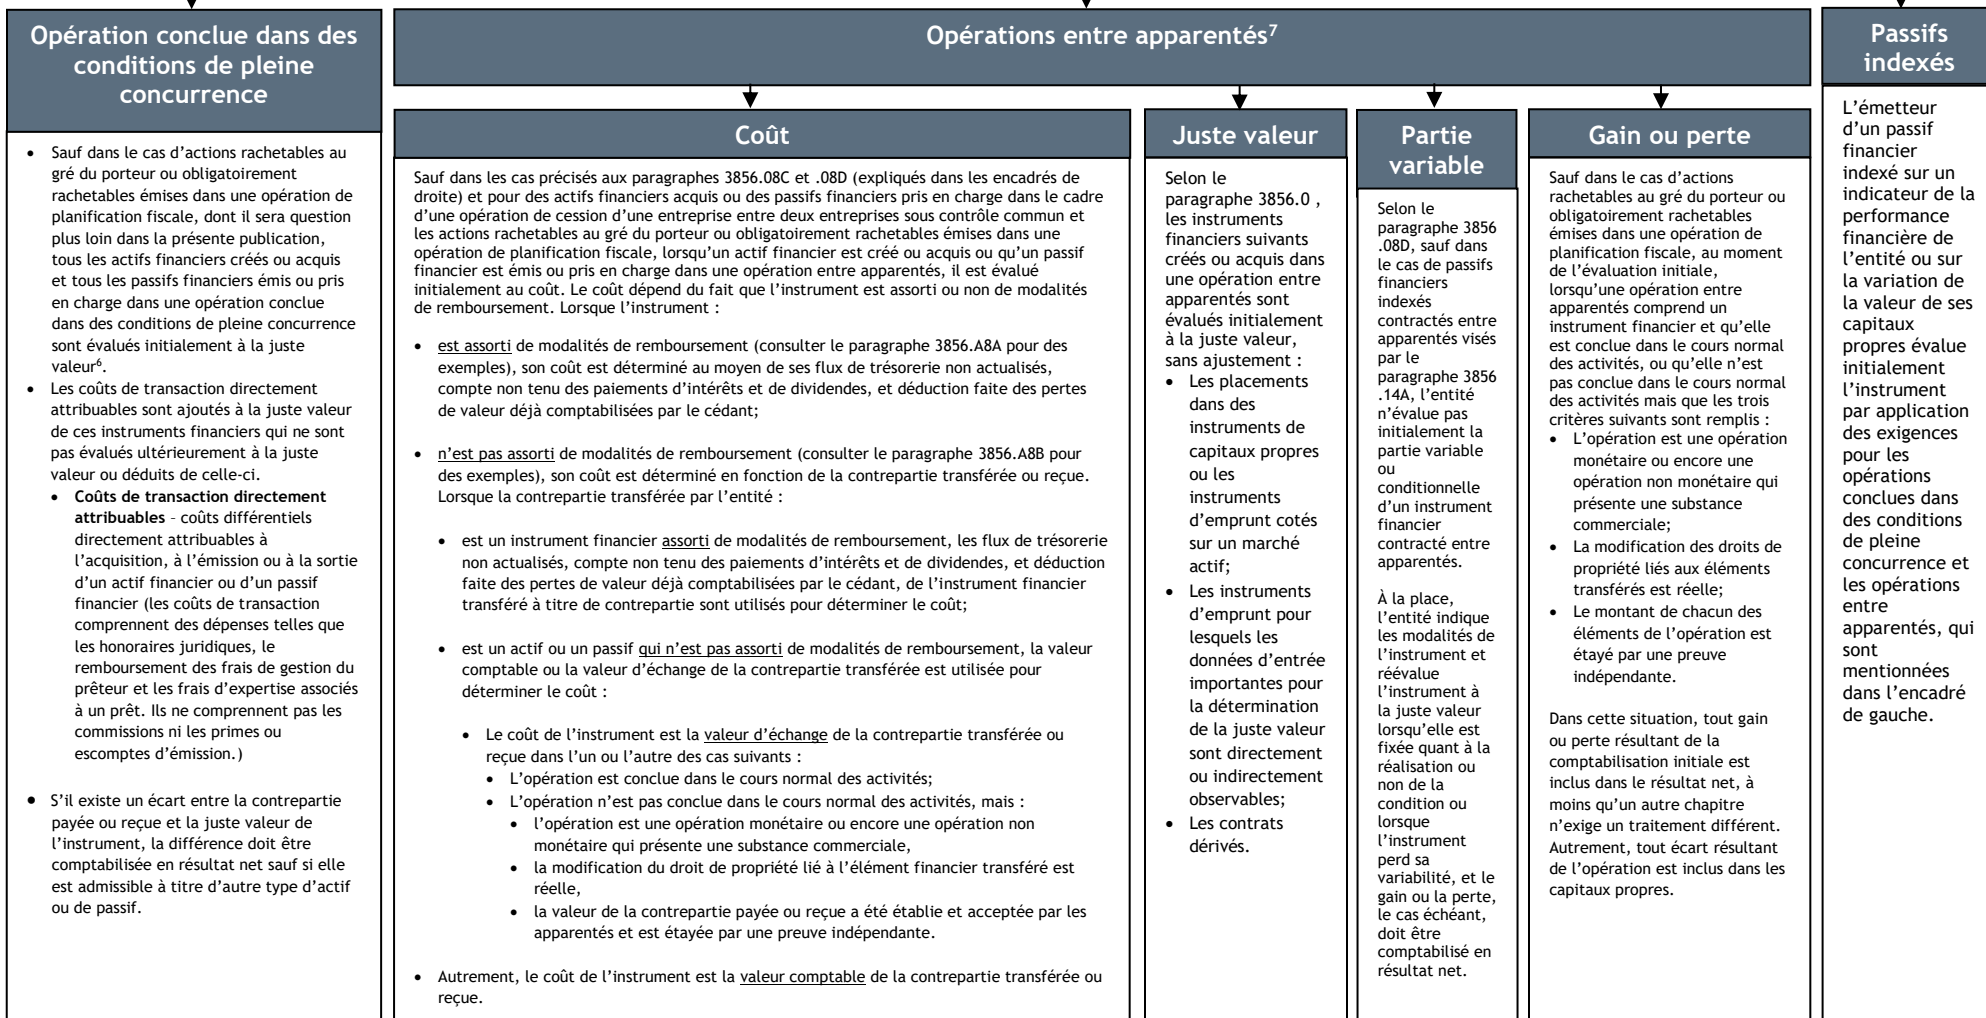 Opération conclue dans des
conditions de pleine
concurrence
• Sauf dans le cas d’actions rachetables au
gré du porteur ou obligatoirement
rachetables émises dans une opération de
planification fiscale, dont il sera question
plus loin dans la présente publication,
tous les actifs financiers créés ou acquis
et tous les passifs financiers émis ou pris
en charge dans une opération conclue
dans des conditions de pleine concurrence
sont évalués initialement à la juste
valeur⁶.
• Les coûts de transaction directement
attribuables sont ajoutés à la juste valeur
de ces instruments financiers qui ne sont
pas évalués ultérieurement à la juste
valeur ou déduits de celle-ci.
• Coûts de transaction directement
attribuables – coûts différentiels
directement attribuables à
l’acquisition, à l’émission ou à la sortie
d’un actif financier ou d’un passif
financier (les coûts de transaction
comprennent des dépenses telles que
les honoraires juridiques, le
remboursement des frais de gestion du
prêteur et les frais d’expertise associés
à un prêt. Ils ne comprennent pas les
commissions ni les primes ou
escomptes d’émission.)
• S’il existe un écart entre la contrepartie
payée ou reçue et la juste valeur de
l’instrument, la différence doit être
comptabilisée en résultat net sauf si elle
est admissible à titre d’autre type d’actif
ou de passif.
Opérations entre apparentés⁷
Coût
Sauf dans les cas précisés aux paragraphes 3856.08C et .08D (expliqués dans les encadrés de
droite) et pour des actifs financiers acquis ou des passifs financiers pris en charge dans le cadre
d’une opération de cession d’une entreprise entre deux entreprises sous contrôle commun et
les actions rachetables au gré du porteur ou obligatoirement rachetables émises dans une
opération de planification fiscale, lorsqu’un actif financier est créé ou acquis ou qu’un passif
financier est émis ou pris en charge dans une opération entre apparentés, il est évalué
initialement au coût. Le coût dépend du fait que l’instrument est assorti ou non de modalités
de remboursement. Lorsque l’instrument :
• est assorti de modalités de remboursement (consulter le paragraphe 3856.A8A pour des
exemples), son coût est déterminé au moyen de ses flux de trésorerie non actualisés,
compte non tenu des paiements d’intérêts et de dividendes, et déduction faite des pertes
de valeur déjà comptabilisées par le cédant;
• n’est pas assorti de modalités de remboursement (consulter le paragraphe 3856.A8B pour
des exemples), son coût est déterminé en fonction de la contrepartie transférée ou reçue.
Lorsque la contrepartie transférée par l’entité :
• est un instrument financier assorti de modalités de remboursement, les flux de trésorerie
non actualisés, compte non tenu des paiements d’intérêts et de dividendes, et déduction
faite des pertes de valeur déjà comptabilisées par le cédant, de l’instrument financier
transféré à titre de contrepartie sont utilisés pour déterminer le coût;
• est un actif ou un passif qui n’est pas assorti de modalités de remboursement, la valeur
comptable ou la valeur d’échange de la contrepartie transférée est utilisée pour
déterminer le coût :
• Le coût de l’instrument est la valeur d’échange de la contrepartie transférée ou
reçue dans l’un ou l’autre des cas suivants :
• L’opération est conclue dans le cours normal des activités;
• L’opération n’est pas conclue dans le cours normal des activités, mais :
• l’opération est une opération monétaire ou encore une opération non
monétaire qui présente une substance commerciale,
• la modification du droit de propriété lié à l’élément financier transféré est
réelle,
• la valeur de la contrepartie payée ou reçue a été établie et acceptée par les
apparentés et est étayée par une preuve indépendante.
• Autrement, le coût de l’instrument est la valeur comptable de la contrepartie transférée ou
reçue.
Juste valeur
Selon le
paragraphe 3856.0 ,
les instruments
financiers suivants
créés ou acquis dans
une opération entre
apparentés sont
évalués initialement
à la juste valeur,
sans ajustement :
• Les placements
dans des
instruments de
capitaux propres
ou les
instruments
d’emprunt cotés
sur un marché
actif;
• Les instruments
d’emprunt pour
lesquels les
données d’entrée
importantes pour
la détermination
de la juste valeur
sont directement
ou indirectement
observables;
• Les contrats
dérivés.
Partie
variable
Selon le
paragraphe 3856
.08D, sauf dans
le cas de passifs
financiers
indexés
contractés entre
apparentés visés
par le
paragraphe 3856
.14A, l’entité
n’évalue pas
initialement la
partie variable
ou
conditionnelle
d’un instrument
financier
contracté entre
apparentés.
À la place,
l’entité indique
les modalités de
l’instrument et
réévalue
l’instrument à
la juste valeur
lorsqu’elle est
fixée quant à la
réalisation ou
non de la
condition ou
lorsque
l’instrument
perd sa
variabilité, et le
gain ou la perte,
le cas échéant,
doit être
comptabilisé en
résultat net.
Gain ou perte
Sauf dans le cas d’actions
rachetables au gré du porteur ou
obligatoirement rachetables
émises dans une opération de
planification fiscale, au moment
de l’évaluation initiale,
lorsqu’une opération entre
apparentés comprend un
instrument financier et qu’elle
est conclue dans le cours normal
des activités, ou qu’elle n’est
pas conclue dans le cours normal
des activités mais que les trois
critères suivants sont remplis :
• L’opération est une opération
monétaire ou encore une
opération non monétaire qui
présente une substance
commerciale;
• La modification des droits de
propriété liés aux éléments
transférés est réelle;
• Le montant de chacun des
éléments de l’opération est
étayé par une preuve
indépendante.
Dans cette situation, tout gain
ou perte résultant de la
comptabilisation initiale est
inclus dans le résultat net, à
moins qu’un autre chapitre
n’exige un traitement différent.
Autrement, tout écart résultant
de l’opération est inclus dans les
capitaux propres.
Passifs
indexés
L’émetteur
d’un passif
financier
indexé sur un
indicateur de la
performance
financière de
l’entité ou sur
la variation de
la valeur de ses
capitaux
propres évalue
initialement
l’instrument
par application
des exigences
pour les
opérations
conclues dans
des conditions
de pleine
concurrence et
les opérations
entre
apparentés, qui
sont
mentionnées
dans l’encadré
de gauche.